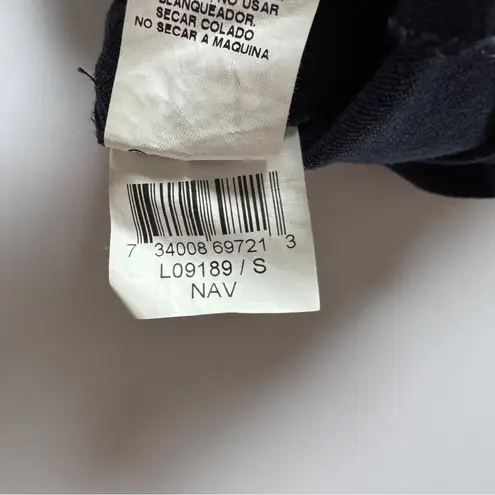 NO USAR
BLANQUEADOR.
SECAR COLADO
NO SECAR A MAQUINA
7 34008 69721 3
L09189 / S
NAV